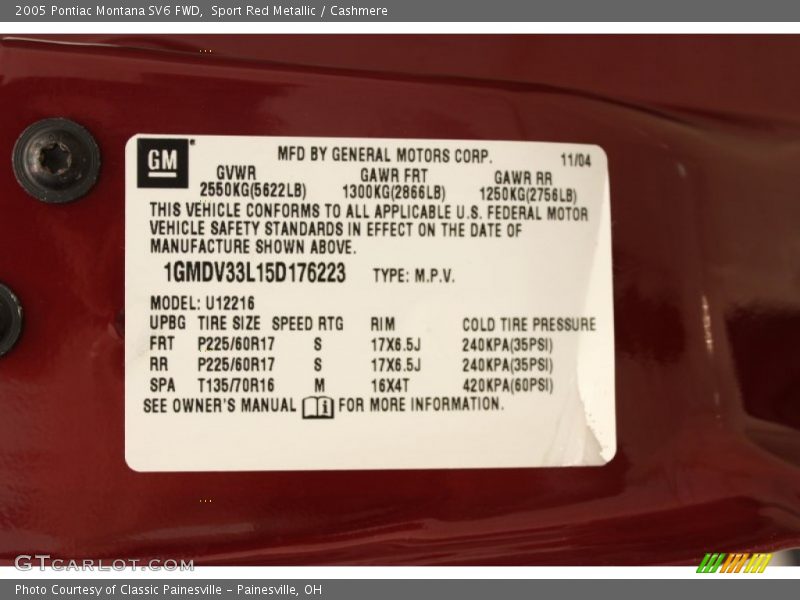 2005 Pontiac Montana SV6 FWD, Sport Red Metallic / Cashmere
GM
MFD BY GENERAL MOTORS CORP. 11/04
GVWR GAWR FRT GAWR RR
2550KG(5622LB) 1300KG(2866LB) 1250KG(2756LB)
THIS VEHICLE CONFORMS TO ALL APPLICABLE U.S. FEDERAL MOTOR
VEHICLE SAFETY STANDARDS IN EFFECT ON THE DATE OF
MANUFACTURE SHOWN ABOVE.
1GMDV33L15D176223 TYPE: M.P.V.
MODEL: U12216
UPBG TIRE SIZE SPEED RTG RIM COLD TIRE PRESSURE
FRT P225/60R17 S 17X6.5J 240KPA(35PSI)
RR P225/60R17 S 17X6.5J 240KPA(35PSI)
SPA T135/70R16 M 16X4T 420KPA(60PSI)
SEE OWNER'S MANUAL i FOR MORE INFORMATION.
GTCARLOT.COM
Photo Courtesy of Classic Painesville - Painesville, OH